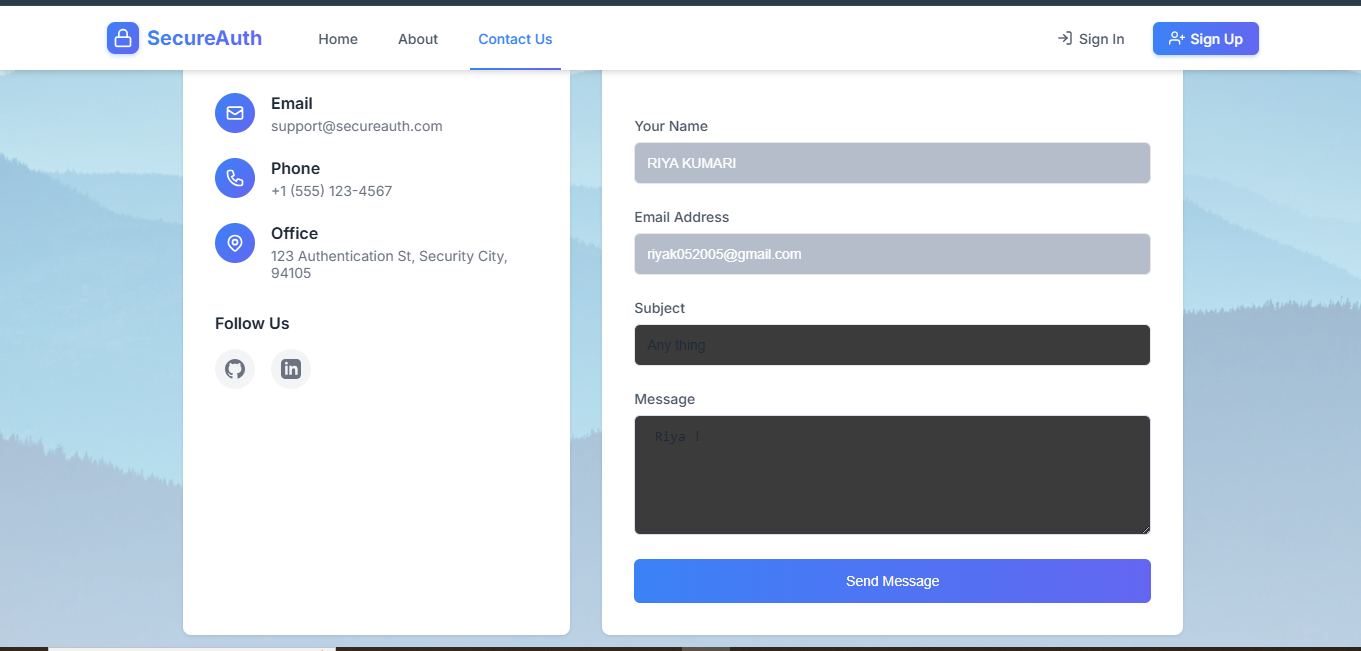 SecureAuth
Home
About
Contact Us
Sign In
Sign Up
Email
support@secureauth.com
Phone
+1 (555) 123-4567
Office
123 Authentication St, Security City,
94105
Follow Us
in
Your Name
RIYA KUMARI
Email Address
riyak052005@gmail.com
Subject
Any thing
Message
Riya |
Send Message